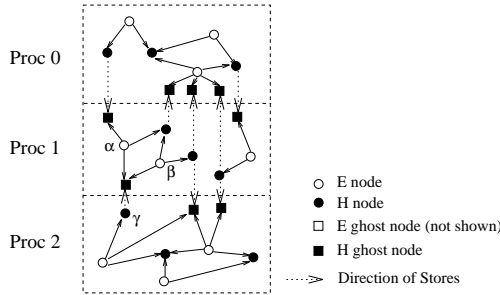 Proc 0
Proc 1
α
β
Proc 2
γ
E node
H node
E ghost node (not shown)
H ghost node
Direction of Stores